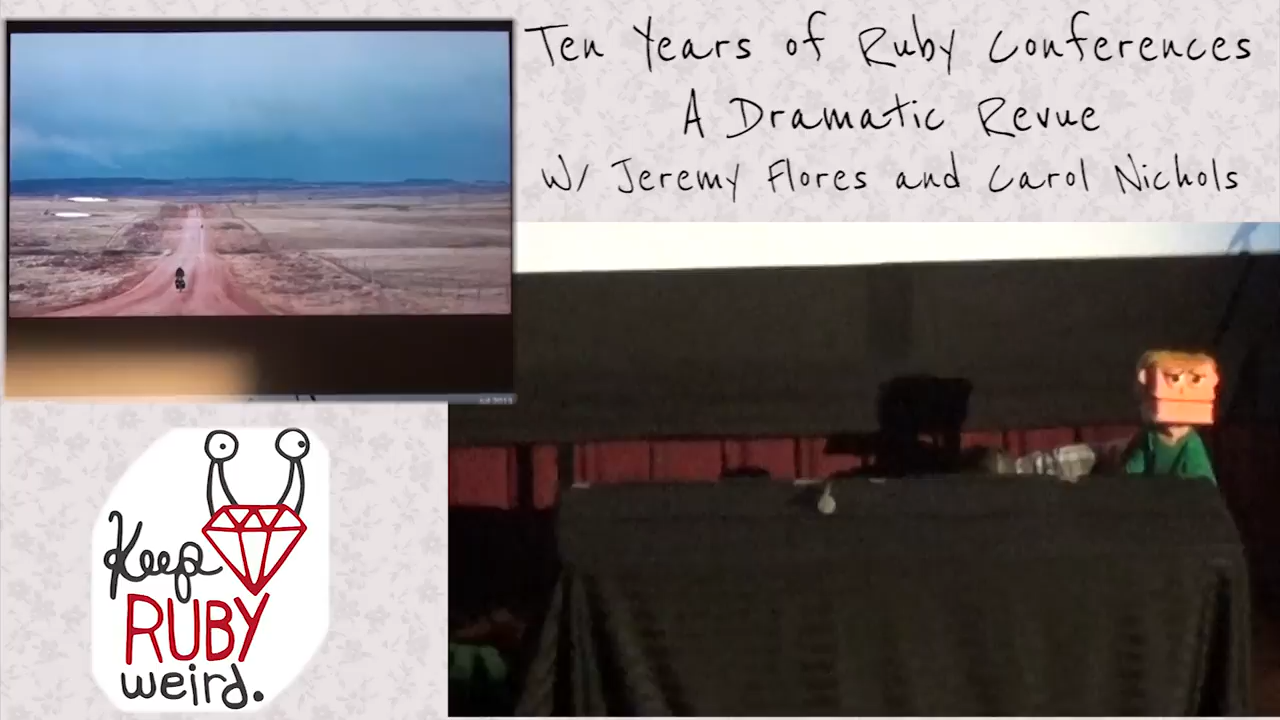 Ten Years of Ruby Conferences
A Dramatic Revue
w/ Jeremy Flores and Carol Nichols
Keep
RUBY
weird.